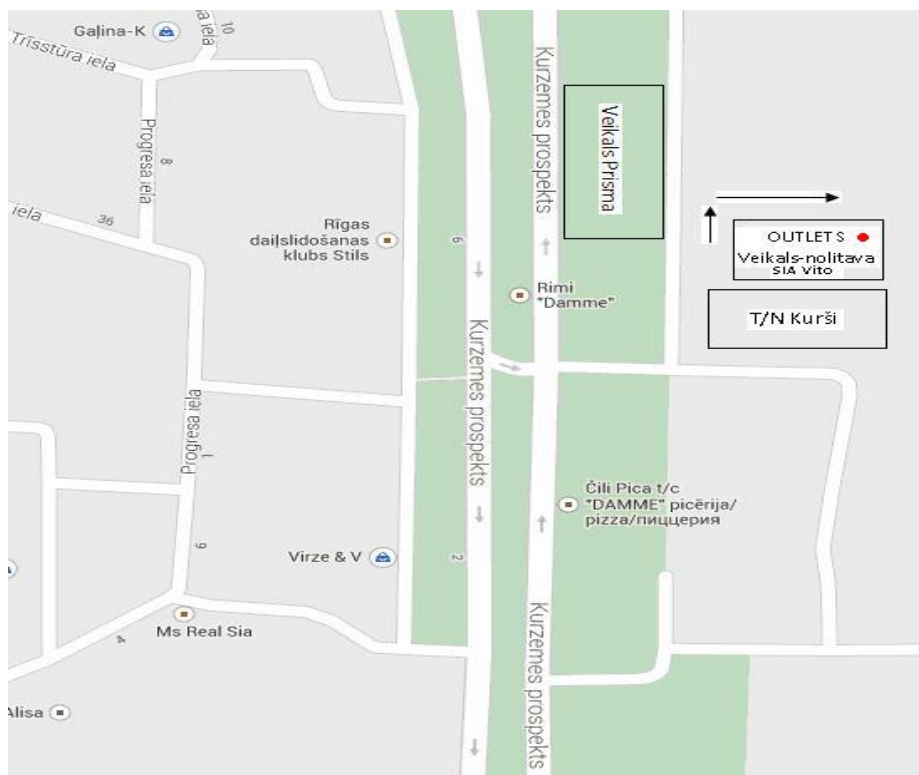 Gaļina-K
10
iela
Trīsstūra iela
Progresa iela
8
iela
36
Rīgas
daiļslidošanas
klubs Stils
6
Kurzemes prospekts
Kurzemes prospekts
Veikals Prisma
OUTLETS
Veikals-nolitava
SIA Vito
T/N Kurši
Rimi
"Damme"
Kurzemes prospekts
Progresa iela
1
9
Čili Pica t/c
"DAMME" picērija/
pizza/пиццерия
Virze & V
2
Kurzemes prospekts
Ms Real Sia
4
Alisa